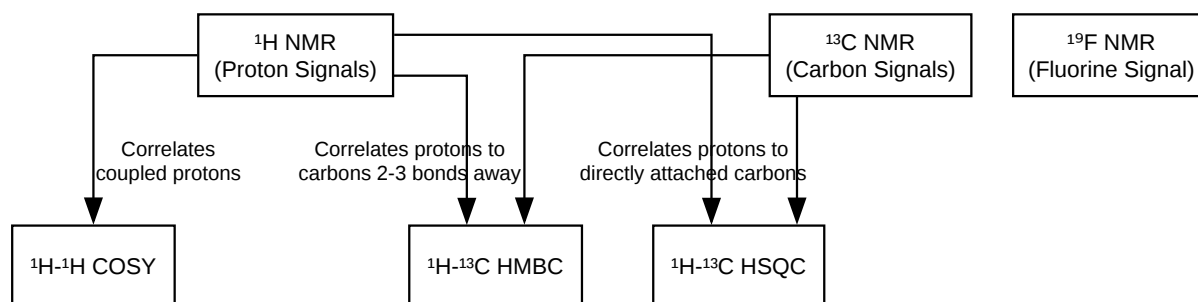 ¹H NMR
(Proton Signals)
¹³C NMR
(Carbon Signals)
¹⁹F NMR
(Fluorine Signal)
Correlates
coupled protons
Correlates protons to
carbons 2-3 bonds away
Correlates protons to
directly attached carbons
¹H-¹H COSY
¹H-¹³C HMBC
¹H-¹³C HSQC